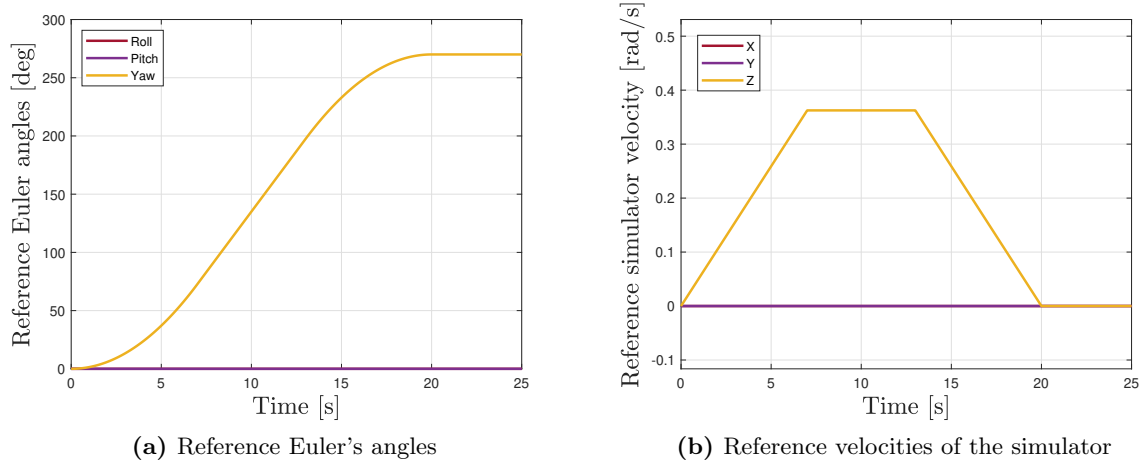 Reference Euler angles [deg]
300
250
200
150
100
50
0
Roll
Pitch
Yaw
0 5 10 15 20 25
Time [s]
(a) Reference Euler's angles
Reference simulator velocity [rad/s]
0.5
0.4
0.3
0.2
0.1
0
-0.1
X
Y
Z
0 5 10 15 20 25
Time [s]
(b) Reference velocities of the simulator